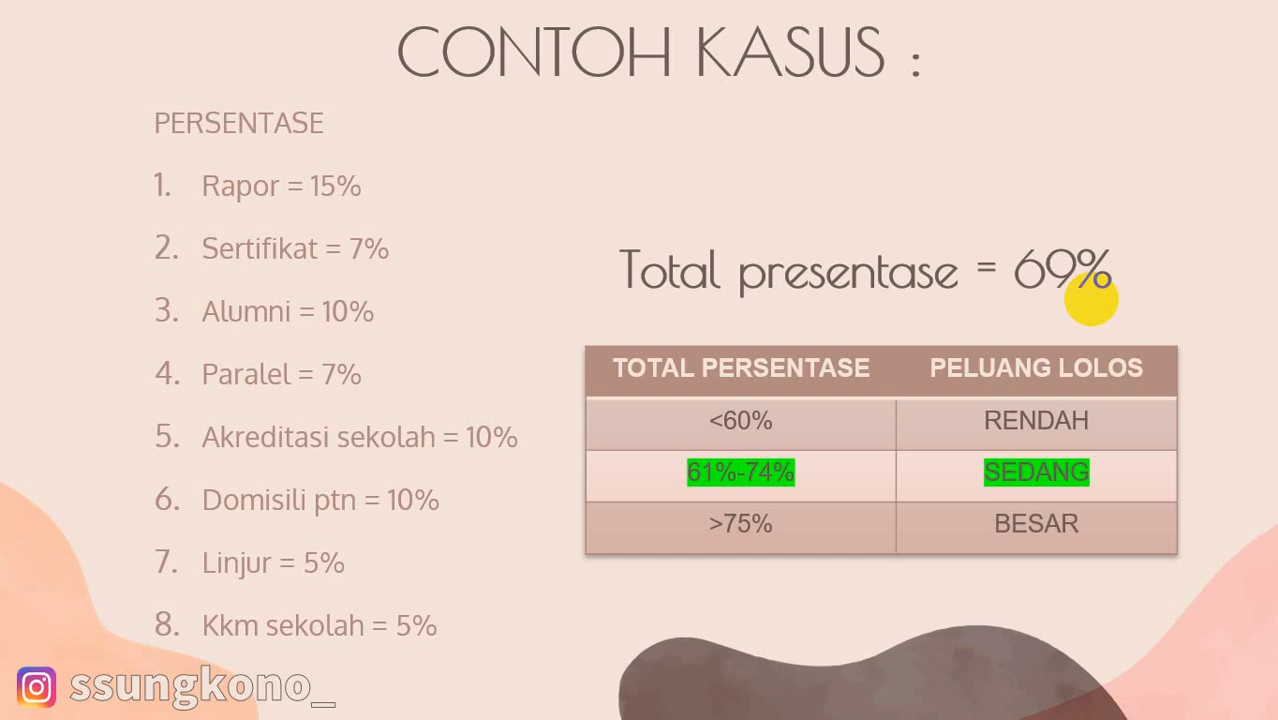 CONTOH KASUS :
PERSENTASE
1. Rapor = 15%
2. Sertifikat = 7%
3. Alumni = 10%
4. Paralel = 7%
5. Akreditasi sekolah = 10%
6. Domisili ptn = 10%
7. Linjur = 5%
8. Kkm sekolah = 5%
Total presentase = 69%
TOTAL PERSENTASE PELUANG LOLOS
<60% RENDAH
61%-74% SEDANG
>75% BESAR
ssungkono_